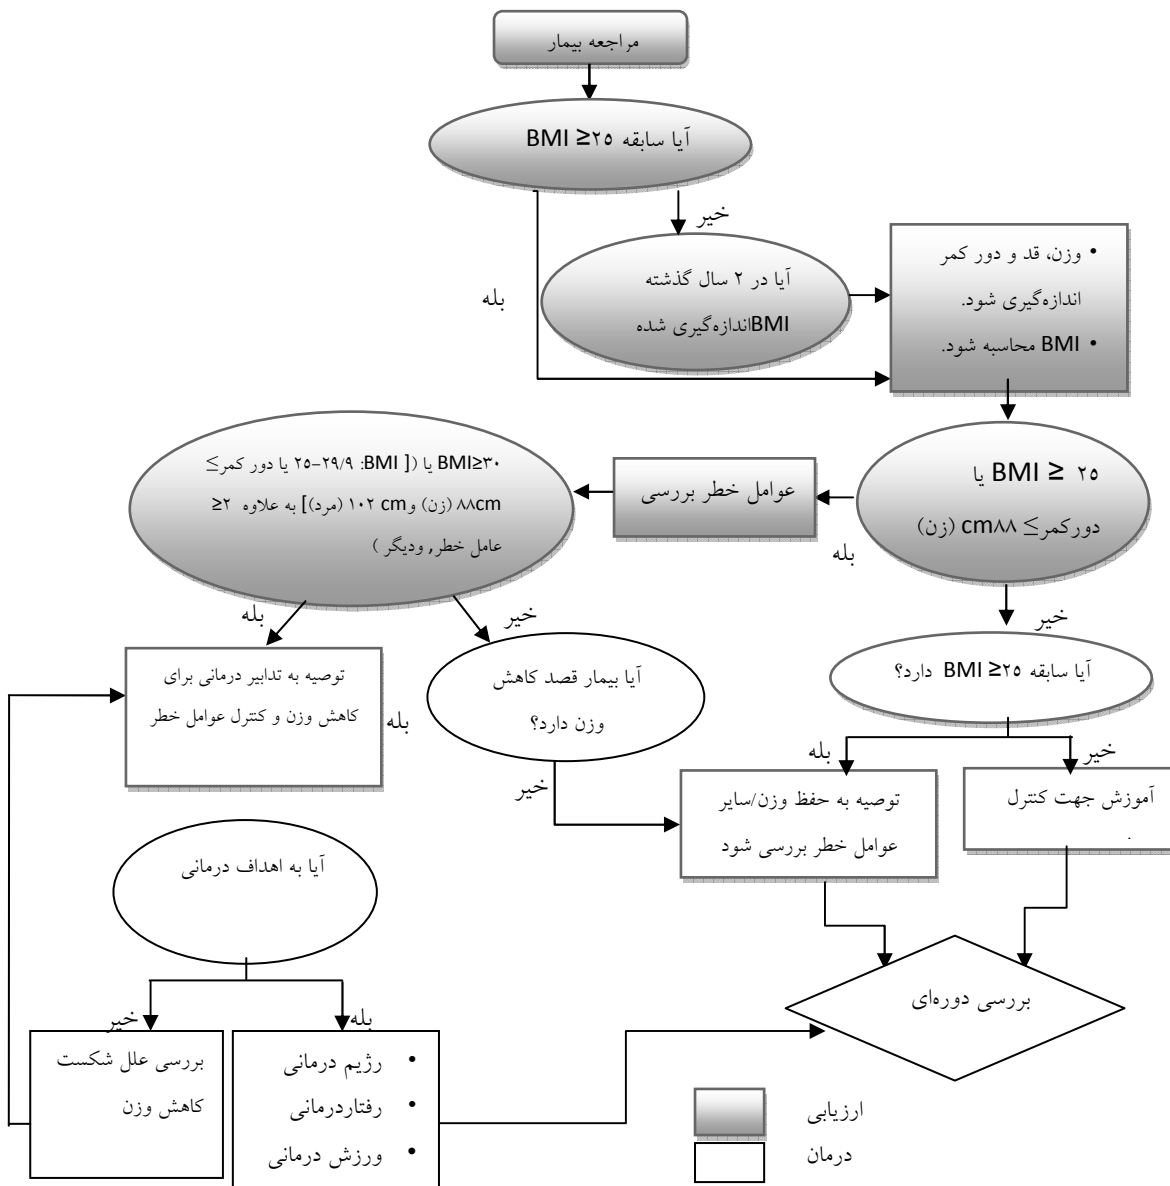 مراجعه بیمار
آیا سابقه BMI ≥۲۵
خیر
بله
آیا در ۲ سال گذشته
BMIاندازه‌گیری شده
• وزن، قد و دور کمر
اندازه‌گیری شود.
• BMI محاسبه شود.
BMI ≥ ۲۵ یا
دورکمر≥ ۸۸cm (زن)
بله
خیر
عوامل خطر بررسی
BMI≥۳۰ یا ([ BMI: ۲۵-۲۹/۹ یا دور کمر≥
۸۸cm (زن) و۱۰۲ cm (مرد)] به علاوه ۲≤
عامل خطر, ودیگر )
بله
خیر
آیا سابقه BMI ≥۲۵ دارد؟
بله
خیر
توصیه به تدابیر درمانی برای
کاهش وزن و کنترل عوامل خطر
بله
آیا بیمار قصد کاهش
وزن دارد؟
خیر
توصیه به حفظ وزن/سایر
عوامل خطر بررسی شود
آموزش جهت کنترل
.
آیا به اهداف درمانی
خیر
بله
بررسی علل شکست
کاهش وزن
• رژیم درمانی
• رفتاردرمانی
• ورزش درمانی
بررسی دوره‌ای
ارزیابی
درمان